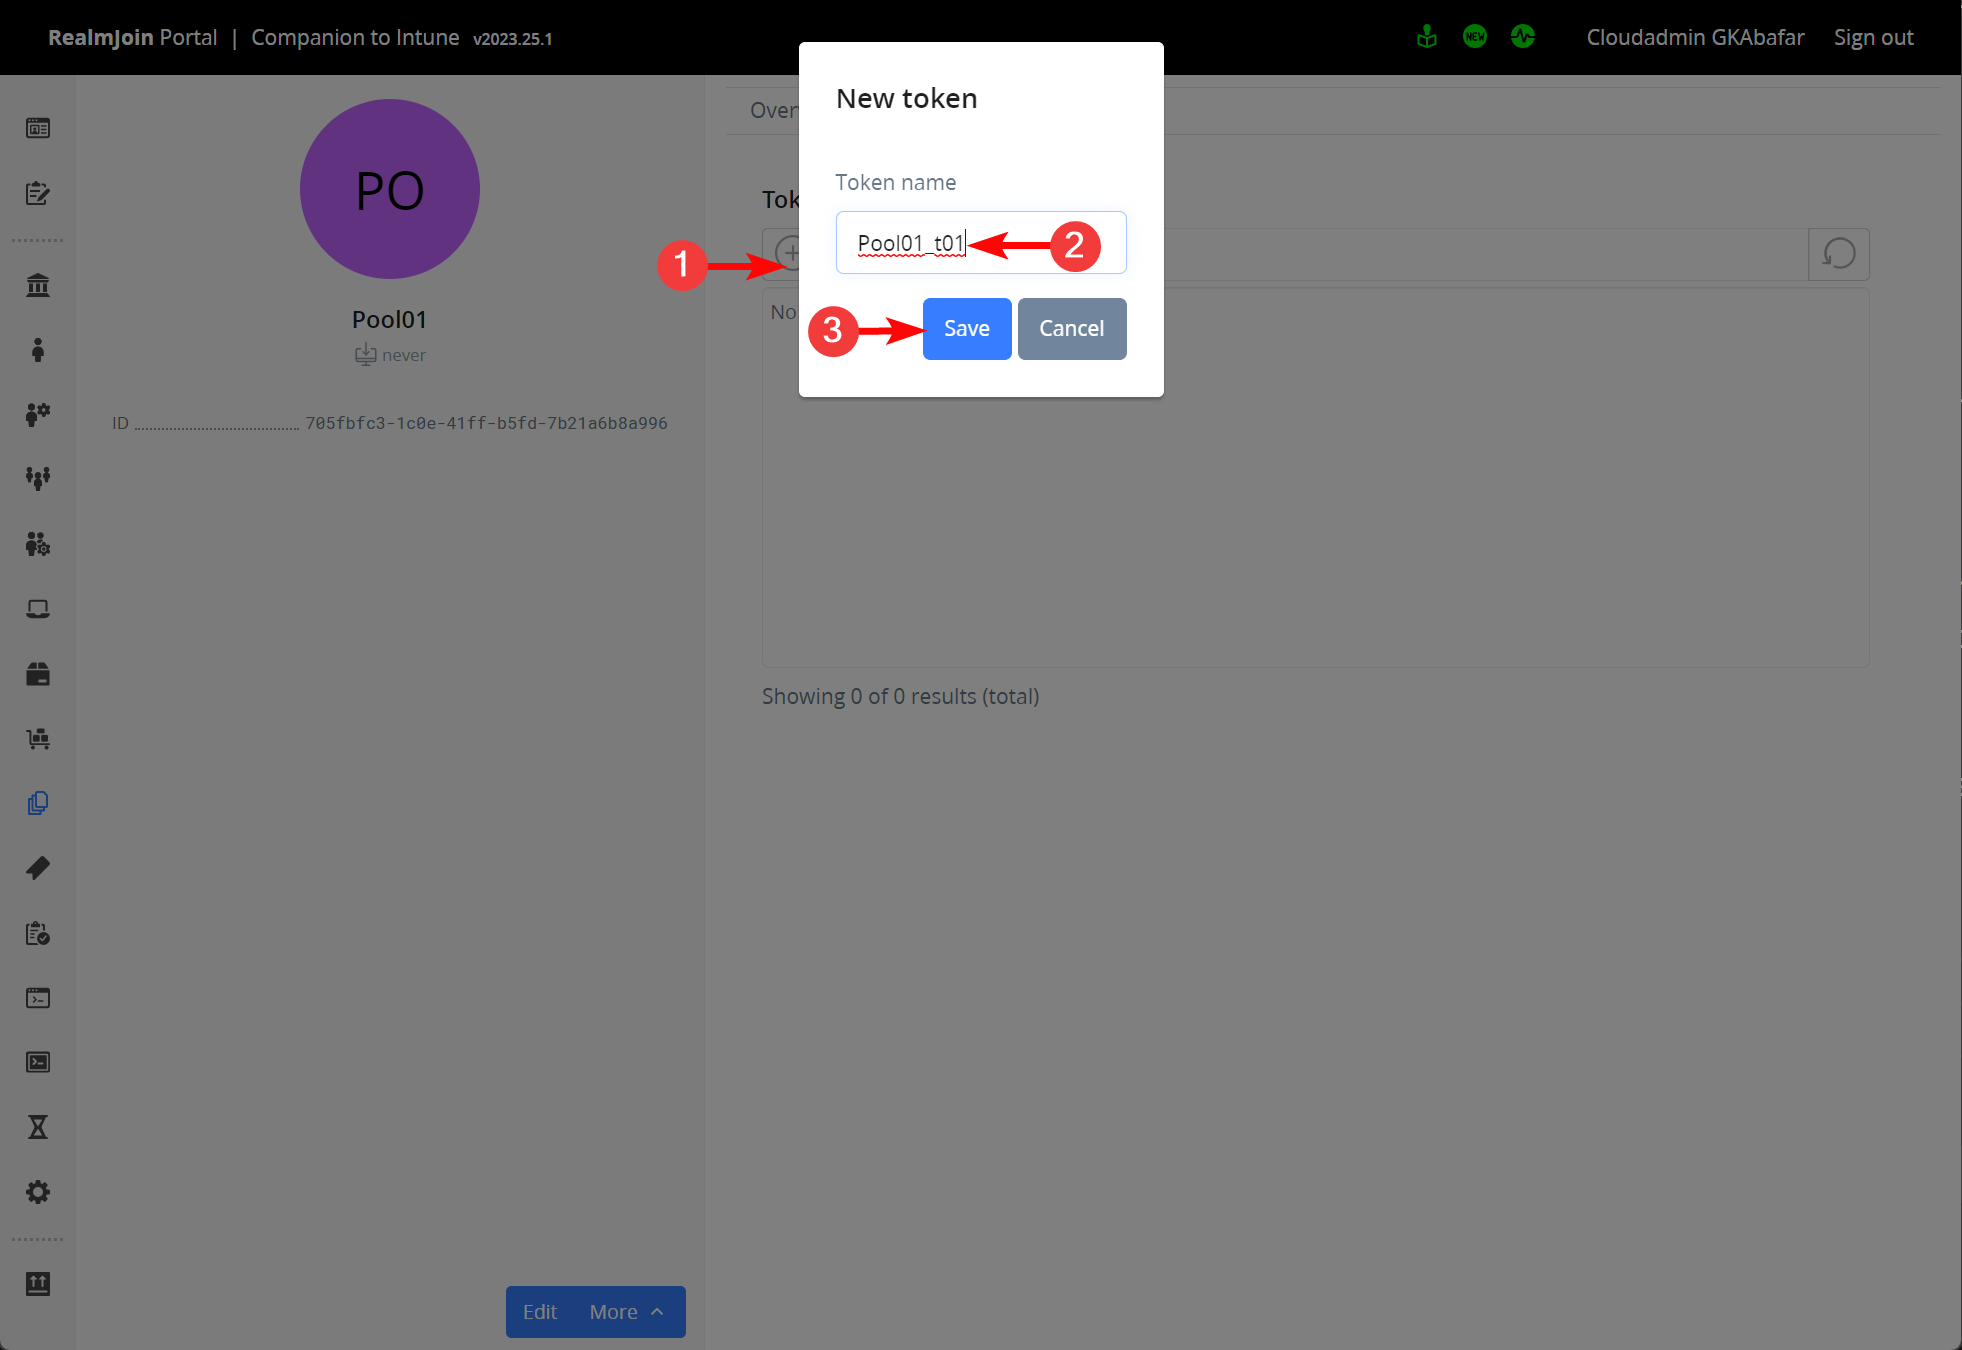 RealmJoin Portal | Companion to Intune v2023.25.1
NEW
Cloudadmin GKAbafar Sign out
PO
Pool01
never
ID 705fbfc3-1c0e-41ff-b5fd-7b21a6b8a996
Edit More
Over
Tok
No
Showing 0 of 0 results (total)
New token
Token name
Pool01_t01
Save Cancel
1
2
3